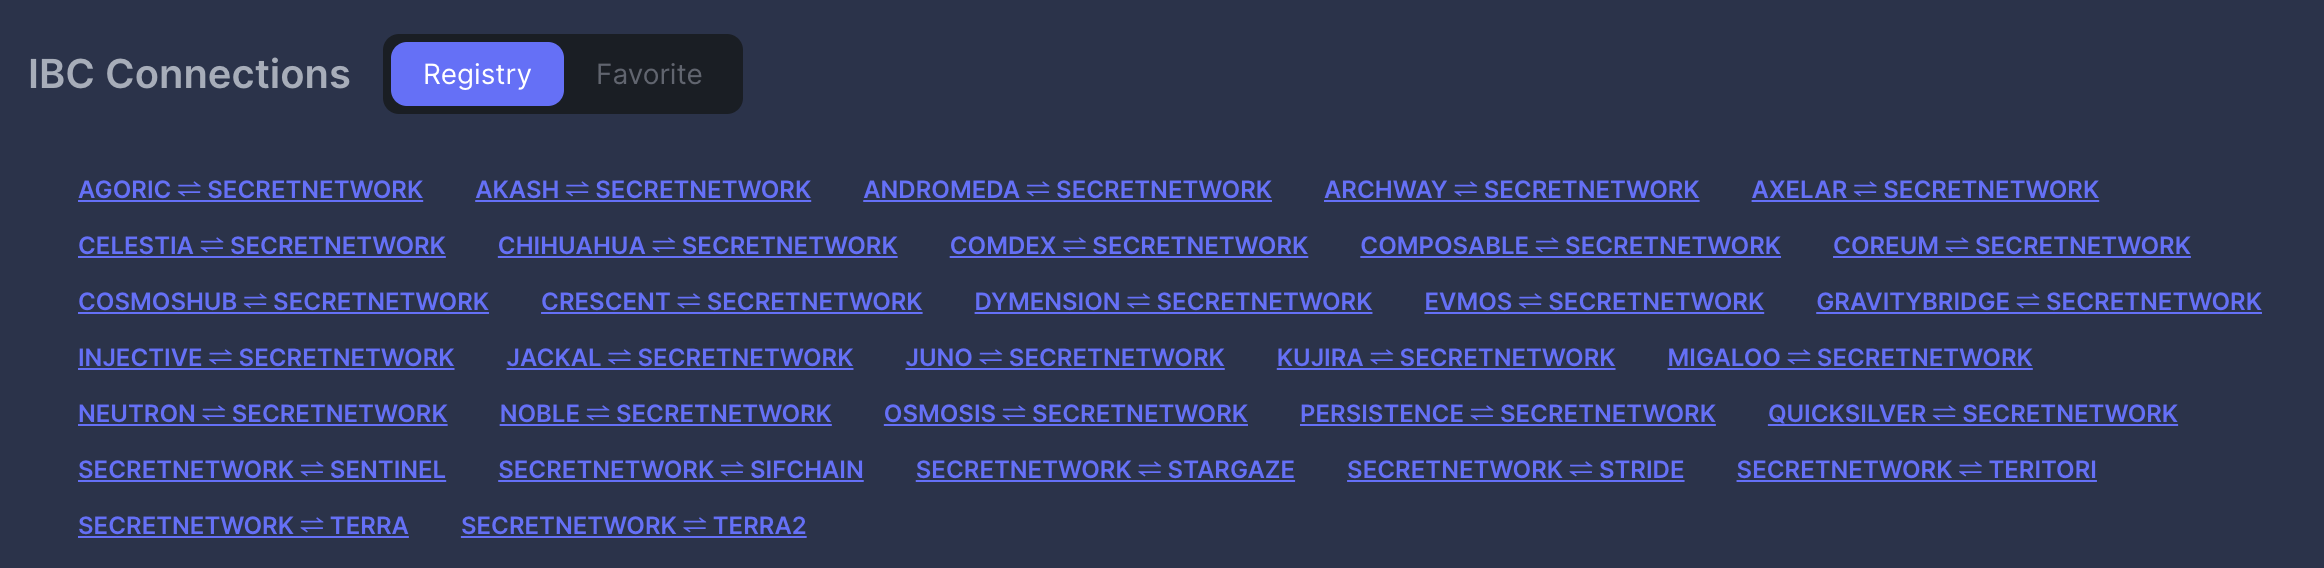 IBC Connections Registry Favorite
AGORIC ⇌ SECRETNETWORK AKASH ⇌ SECRETNETWORK ANDROMEDA ⇌ SECRETNETWORK ARCHWAY ⇌ SECRETNETWORK AXELAR ⇌ SECRETNETWORK
CELESTIA ⇌ SECRETNETWORK CHIHUAHUA ⇌ SECRETNETWORK COMDEX ⇌ SECRETNETWORK COMPOSABLE ⇌ SECRETNETWORK COREUM ⇌ SECRETNETWORK
COSMOSHUB ⇌ SECRETNETWORK CRESCENT ⇌ SECRETNETWORK DYMENSION ⇌ SECRETNETWORK EVMOS ⇌ SECRETNETWORK GRAVITYBRIDGE ⇌ SECRETNETWORK
INJECTIVE ⇌ SECRETNETWORK JACKAL ⇌ SECRETNETWORK JUNO ⇌ SECRETNETWORK KUJIRA ⇌ SECRETNETWORK MIGALOO ⇌ SECRETNETWORK
NEUTRON ⇌ SECRETNETWORK NOBLE ⇌ SECRETNETWORK OSMOSIS ⇌ SECRETNETWORK PERSISTENCE ⇌ SECRETNETWORK QUICKSILVER ⇌ SECRETNETWORK
SECRETNETWORK ⇌ SENTINEL SECRETNETWORK ⇌ SIFCHAIN SECRETNETWORK ⇌ STARGAZE SECRETNETWORK ⇌ STRIDE SECRETNETWORK ⇌ TERITORI
SECRETNETWORK ⇌ TERRA SECRETNETWORK ⇌ TERRA2